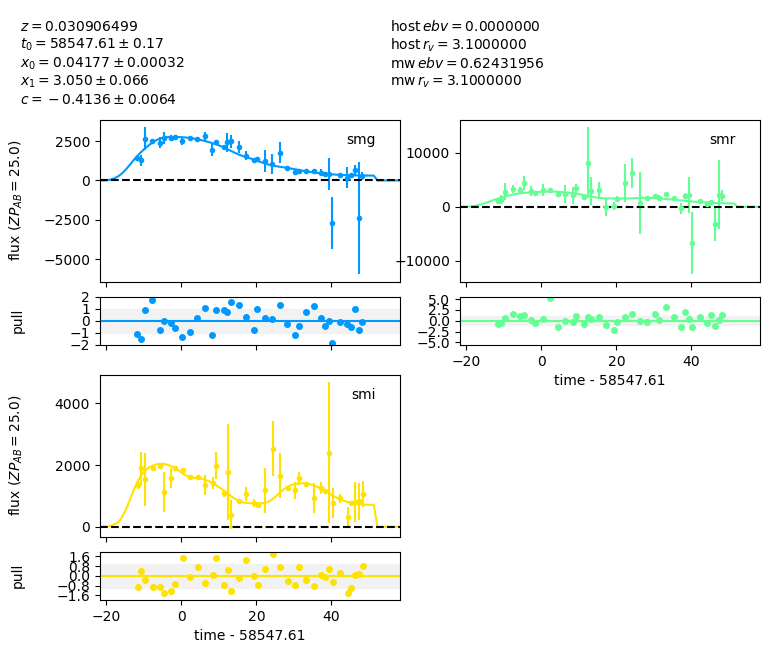 z = 0.030906499
t0 = 58547.61 ± 0.17
x0 = 0.04177 ± 0.00032
x1 = 3.050 ± 0.066
c = −0.4136 ± 0.0064
host ebv = 0.0000000
host rv = 3.1000000
mw ebv = 0.62431956
mw rv = 3.1000000
smg
flux (ZPAB = 25.0)
2500
0
−2500
−5000
smr
10000
0
−10000
pull
2
1
0
−1
−2
5.0
2.5
0.0
−2.5
−5.0
−20
0
20
40
time - 58547.61
smi
flux (ZPAB = 25.0)
4000
2000
0
pull
1.6
0.8
0.0
−0.8
−1.6
−20
0
20
40
time - 58547.61